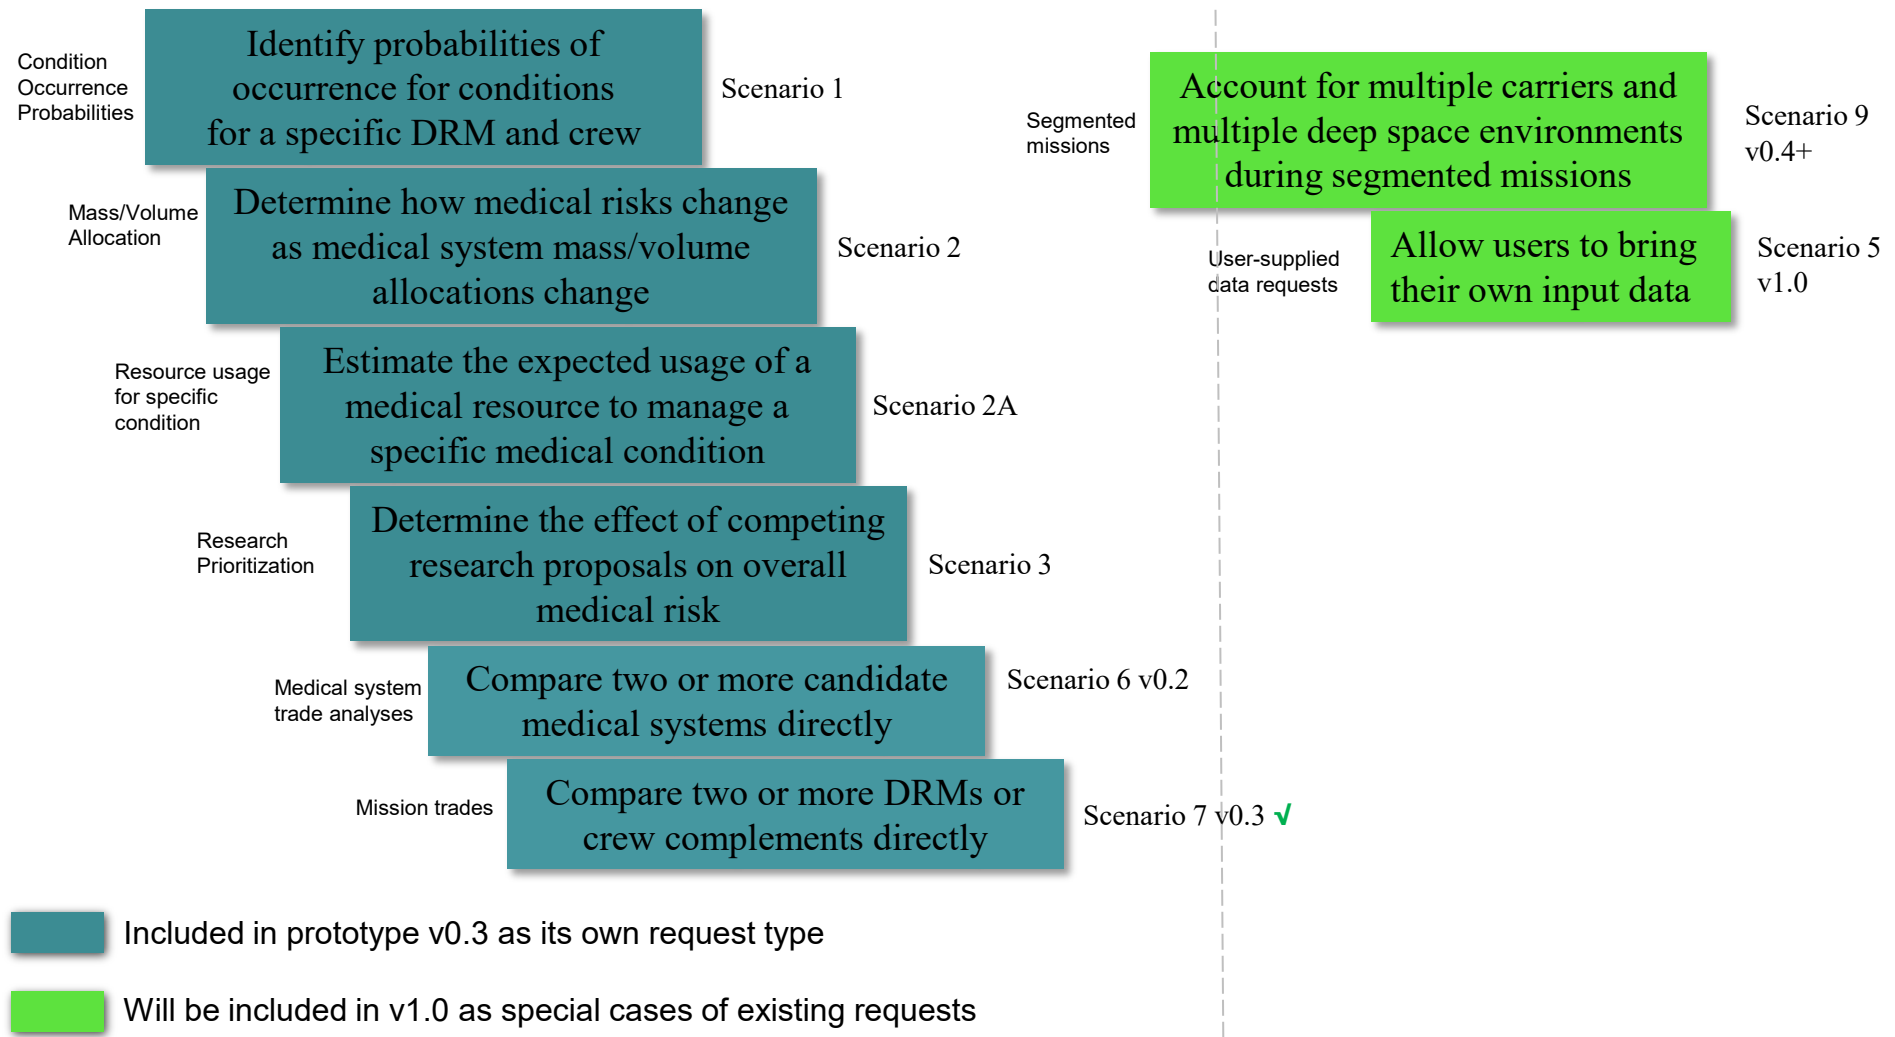 Condition
Occurrence
Probabilities
Identify probabilities of
occurrence for conditions
for a specific DRM and crew
Scenario 1
Mass/Volume
Allocation
Determine how medical risks change
as medical system mass/volume
allocations change
Scenario 2
Resource usage
for specific
condition
Estimate the expected usage of a
medical resource to manage a
specific medical condition
Scenario 2A
Research
Prioritization
Determine the effect of competing
research proposals on overall
medical risk
Scenario 3
Medical system
trade analyses
Compare two or more candidate
medical systems directly
Scenario 6 v0.2
Mission trades
Compare two or more DRMs or
crew complements directly
Scenario 7 v0.3 √
Segmented
missions
Account for multiple carriers and
multiple deep space environments
during segmented missions
Scenario 9
v0.4+
User-supplied
data requests
Allow users to bring
their own input data
Scenario 5
v1.0
Included in prototype v0.3 as its own request type
Will be included in v1.0 as special cases of existing requests